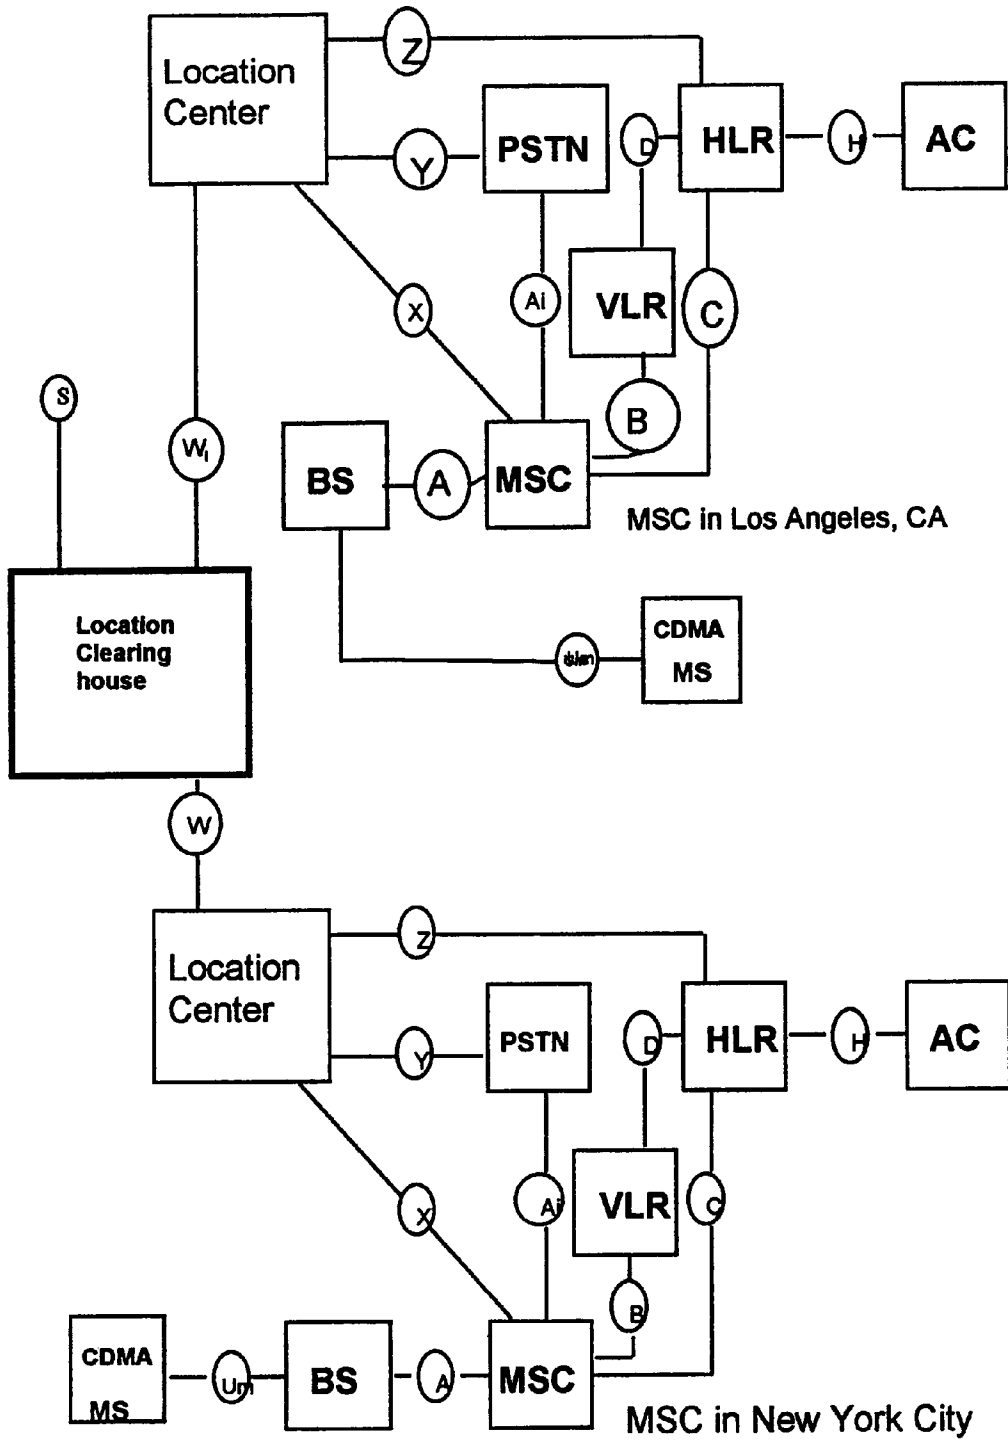 Z
Location
Center
PSTN
D
HLR
H
AC
Y
X
Ai
VLR
C
S
B
Wı
BS
A
MSC
MSC in Los Angeles, CA
Location
Clearing
house
CDMA
MS
W
Z
Location
Center
PSTN
D
HLR
H
AC
Y
X
Ai
VLR
C
B
CDMA
MS
Um
BS
A
MSC
MSC in New York City